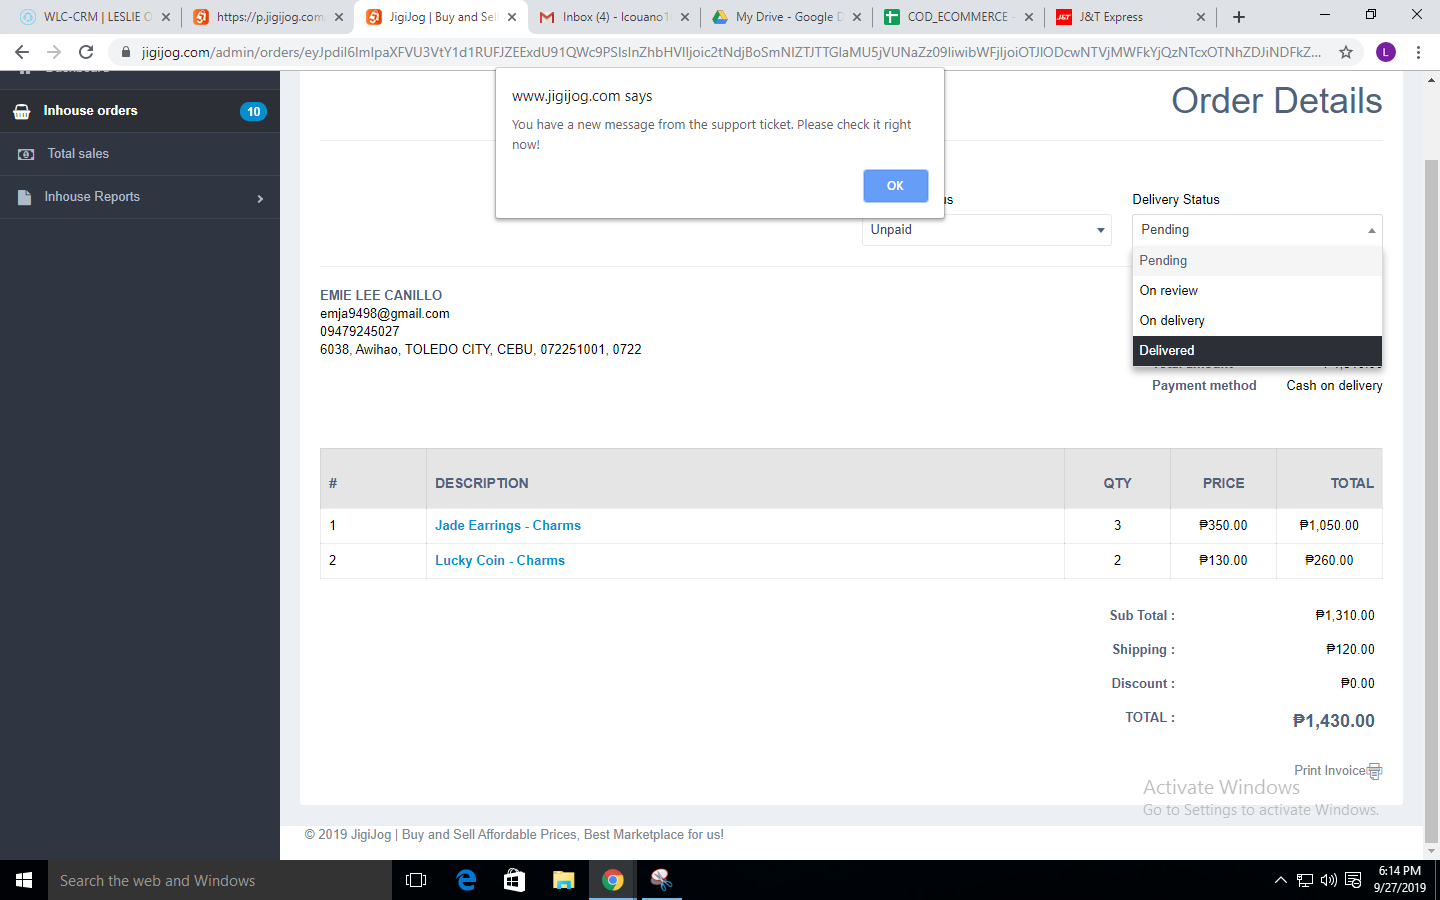 WLC-CRM | LESLIE
https://p.jigijog.com
JigiJog | Buy and Sell
Inbox (4) - lcouano1
My Drive - Google D
COD_ECOMMERCE -
J&T Express
jigijog.com/admin/orders/
L
Inhouse orders
10
Total sales
Inhouse Reports
www.jigijog.com says
You have a new message from the support ticket. Please check it right
now!
OK
Order Details
Delivery Status
Unpaid
Pending
Pending
On review
On delivery
Delivered
EMIE LEE CANILLO
emja9498@gmail.com
09479245027
6038, Awihao, TOLEDO CITY, CEBU, 072251001, 0722
Payment method Cash on delivery
# DESCRIPTION QTY PRICE TOTAL
1 Jade Earrings - Charms 3 ₱350.00 ₱1,050.00
2 Lucky Coin - Charms 2 ₱130.00 ₱260.00
Sub Total : ₱1,310.00
Shipping : ₱120.00
Discount : ₱0.00
TOTAL : ₱1,430.00
Print Invoice
Activate Windows
Go to Settings to activate Windows.
© 2019 JigiJog | Buy and Sell Affordable Prices, Best Marketplace for us!
Search the web and Windows
6:14 PM
9/27/2019